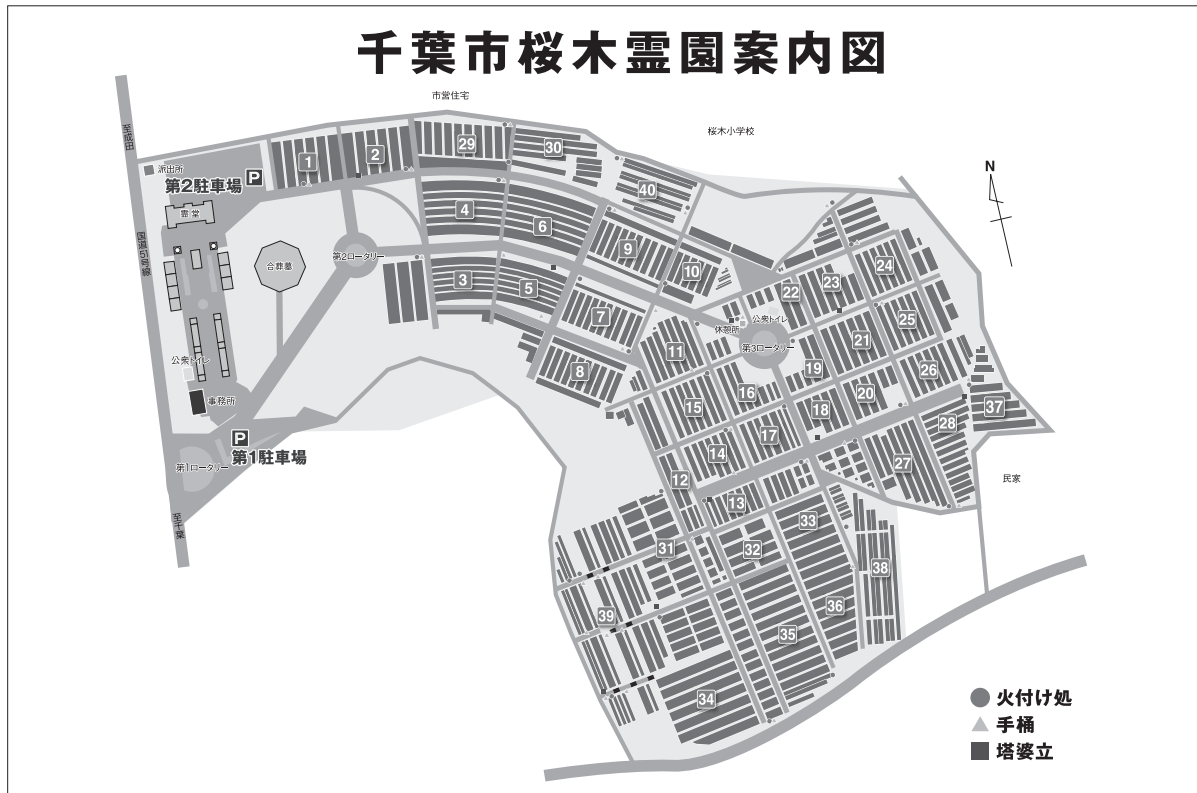 千葉市桜木霊園案内図
市営住宅
桜木小学校
至成田
派出所
第2駐車場
P
霊堂
国道51号線
合葬墓
第2ロータリー
公衆トイレ
事務所
P
第1駐車場
第1ロータリー
至千葉
N
1
2
29
30
40
4
6
9
10
3
5
7
8
22
23
24
25
公衆トイレ
休憩所
第3ロータリー
11
21
19
26
16
20
15
18
37
28
17
14
27
12
13
民家
33
31
32
38
39
36
35
34
火付け処
手桶
塔婆立